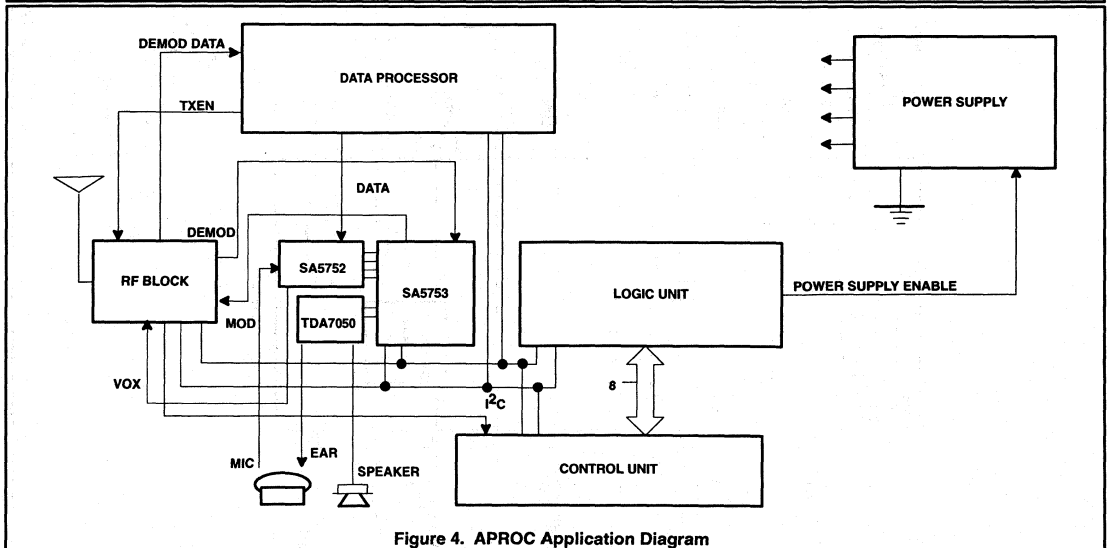 DEMOD DATA
DATA PROCESSOR
POWER SUPPLY
TXEN
DATA
DEMOD
RF BLOCK
SA5752
SA5753
LOGIC UNIT
POWER SUPPLY ENABLE
TDA7050
MOD
VOX
8
I²C
MIC
EAR
SPEAKER
CONTROL UNIT
Figure 4. APROC Application Diagram